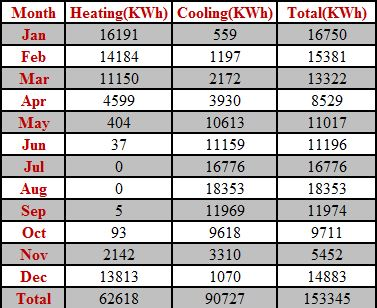 Month Heating(KWh) Cooling(KWh) Total(KWh)
Jan 16191 559 16750
Feb 14184 1197 15381
Mar 11150 2172 13322
Apr 4599 3930 8529
May 404 10613 11017
Jun 37 11159 11196
Jul 0 16776 16776
Aug 0 18353 18353
Sep 5 11969 11974
Oct 93 9618 9711
Nov 2142 3310 5452
Dec 13813 1070 14883
Total 62618 90727 153345